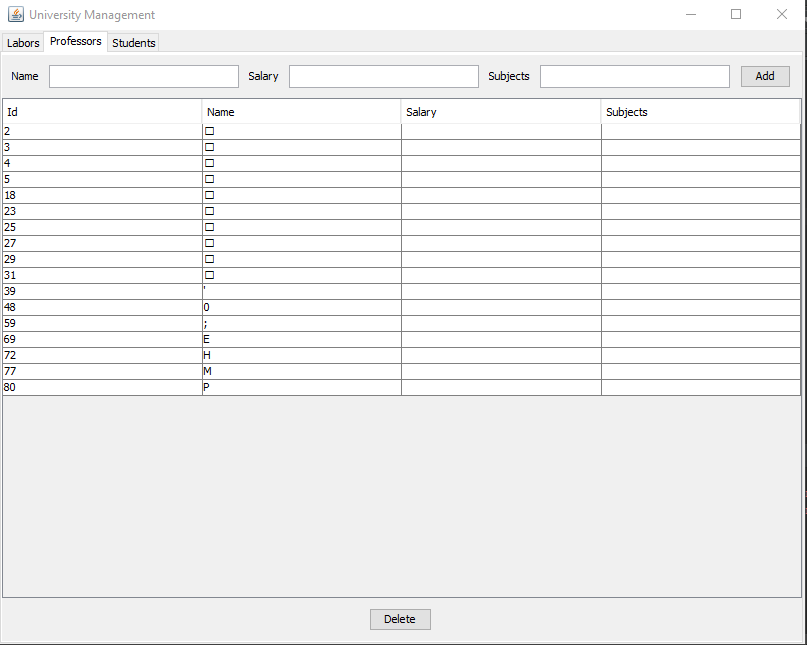 University Management
Labors Professors Students
Name Salary Subjects Add
Id Name Salary Subjects
2 □
3 □
4 □
5 □
18 □
23 □
25 □
27 □
29 □
31 □
39 '
48 0
59 ;
69 E
72 H
77 M
80 P
Delete